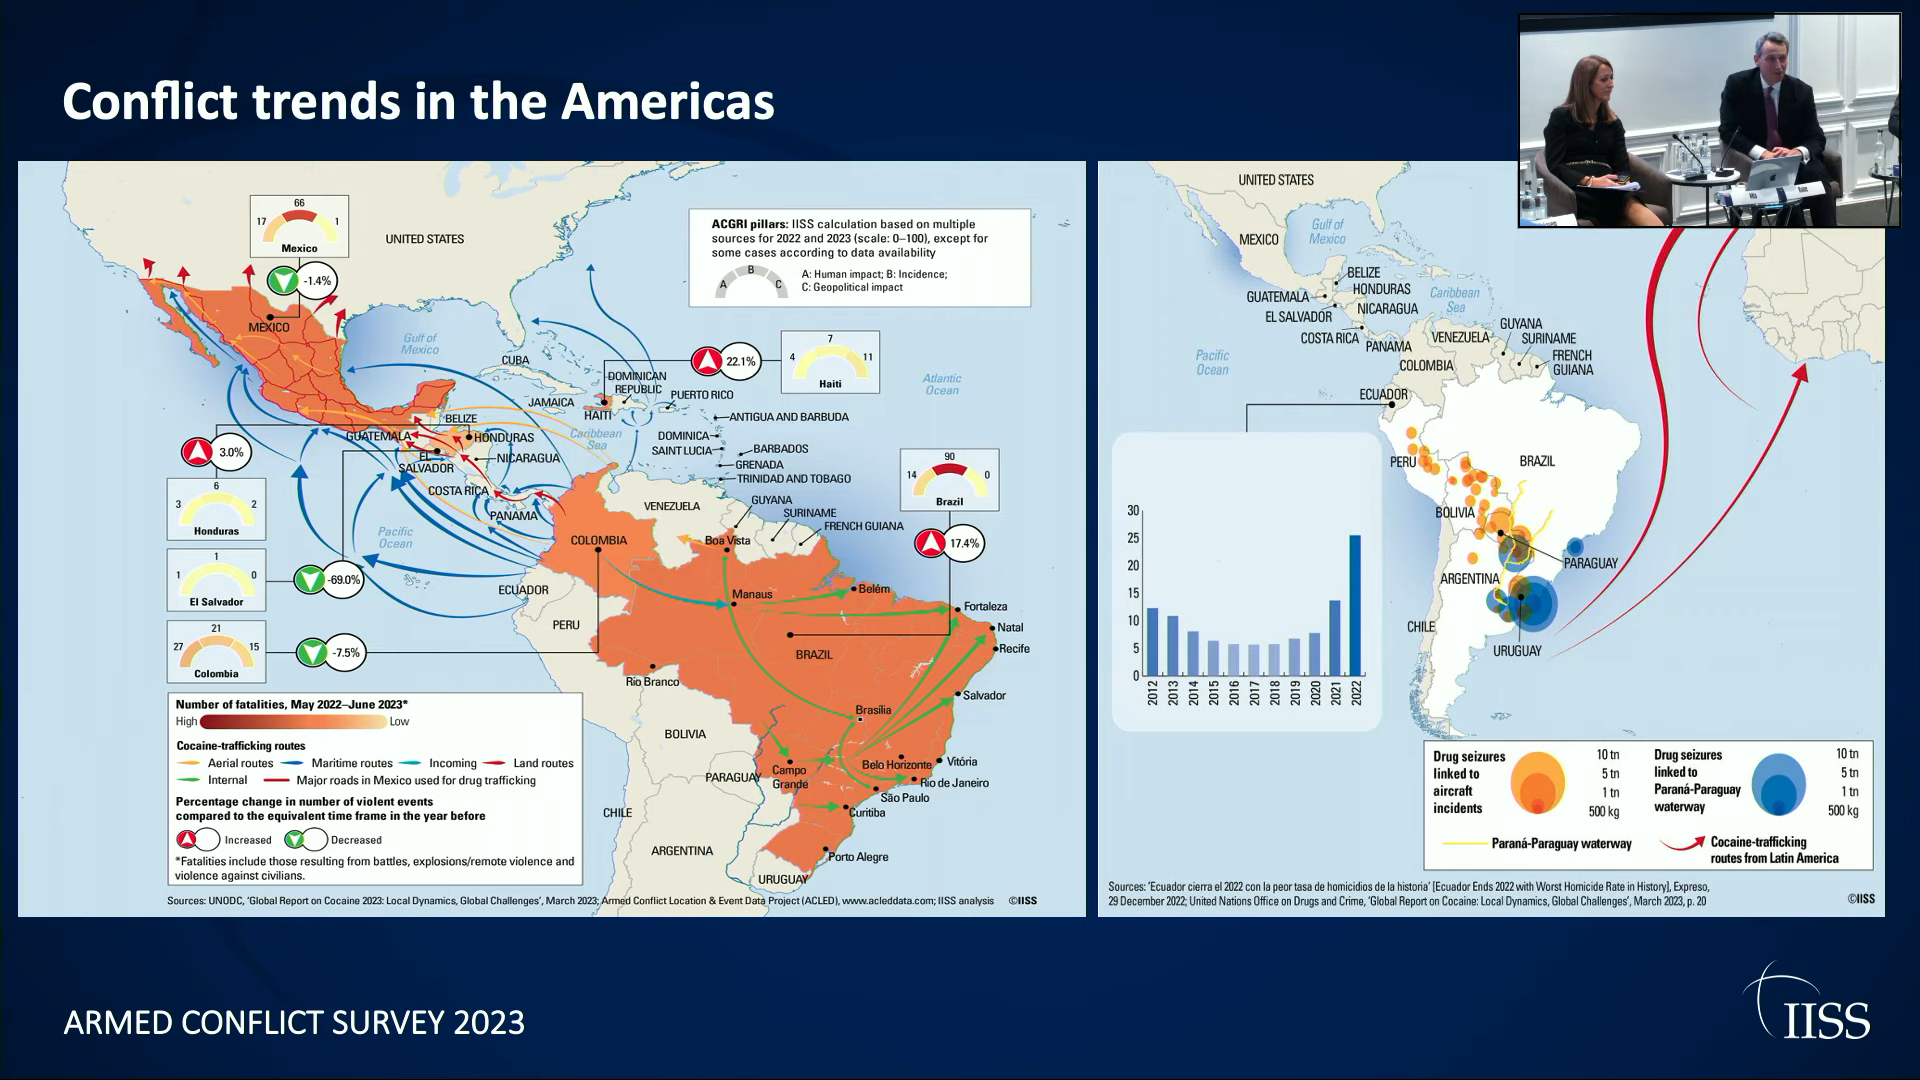 Conflict trends in the Americas
66
17
1
Mexico
-1.4%
UNITED STATES
MEXICO
Gulf of
Mexico
ACGRI pillars: IISS calculation based on multiple
sources for 2022 and 2023 (scale: 0–100), except for
some cases according to data availability
B
A
C
A: Human impact; B: Incidence;
C: Geopolitical impact
22.1%
7
4
11
Haiti
CUBA
DOMINICAN
REPUBLIC
PUERTO RICO
JAMAICA
HAITI
Atlantic
Ocean
ANTIGUA AND BARBUDA
BELIZE
Caribbean
Sea
GUATEMALA
HONDURAS
DOMINICA
SAINT LUCIA
BARBADOS
EL
SALVADOR
NICARAGUA
GRENADA
TRINIDAD AND TOBAGO
COSTA RICA
PANAMA
VENEZUELA
GUYANA
SURINAME
FRENCH GUIANA
3.0%
6
3
2
Honduras
1
1
0
El Salvador
-69.0%
21
27
15
Colombia
-7.5%
Pacific
Ocean
90
14
0
Brazil
17.4%
COLOMBIA
Boa Vista
ECUADOR
Manaus
Belém
Fortaleza
PERU
Natal
BRAZIL
Recife
Rio Branco
Salvador
Brasília
BOLIVIA
Belo Horizonte
Vitória
PARAGUAY
Campo
Grande
Rio de Janeiro
São Paulo
CHILE
Curitiba
ARGENTINA
Porto Alegre
URUGUAY
Number of fatalities, May 2022–June 2023*
High
Low
Cocaine-trafficking routes
Aerial routes
Maritime routes
Incoming
Land routes
Internal
Major roads in Mexico used for drug trafficking
Percentage change in number of violent events
compared to the equivalent time frame in the year before
Increased
Decreased
*Fatalities include those resulting from battles, explosions/remote violence and
violence against civilians.
Sources: UNODC, ‘Global Report on Cocaine 2023: Local Dynamics, Global Challenges’, March 2023; Armed Conflict Location & Event Data Project (ACLED), www.acleddata.com; IISS analysis
©IISS
UNITED STATES
Gulf of
Mexico
MEXICO
BELIZE
HONDURAS
GUATEMALA
Caribbean
Sea
NICARAGUA
EL SALVADOR
COSTA RICA
PANAMA
VENEZUELA
GUYANA
SURINAME
FRENCH
GUIANA
COLOMBIA
Pacific
Ocean
ECUADOR
PERU
BRAZIL
BOLIVIA
PARAGUAY
ARGENTINA
CHILE
URUGUAY
30
25
20
15
10
5
0
2012
2013
2014
2015
2016
2017
2018
2019
2020
2021
2022
Drug seizures
linked to
aircraft
incidents
10 tn
5 tn
1 tn
500 kg
Drug seizures
linked to
Paraná-Paraguay
waterway
10 tn
5 tn
1 tn
500 kg
Paraná-Paraguay waterway
Cocaine-trafficking
routes from Latin America
Sources: ‘Ecuador cierra el 2022 con la peor tasa de homicidios de la historia’ [Ecuador Ends 2022 with Worst Homicide Rate in History], Expreso,
29 December 2022; United Nations Office on Drugs and Crime, ‘Global Report on Cocaine: Local Dynamics, Global Challenges’, March 2023, p. 20
©IISS
ARMED CONFLICT SURVEY 2023
IISS